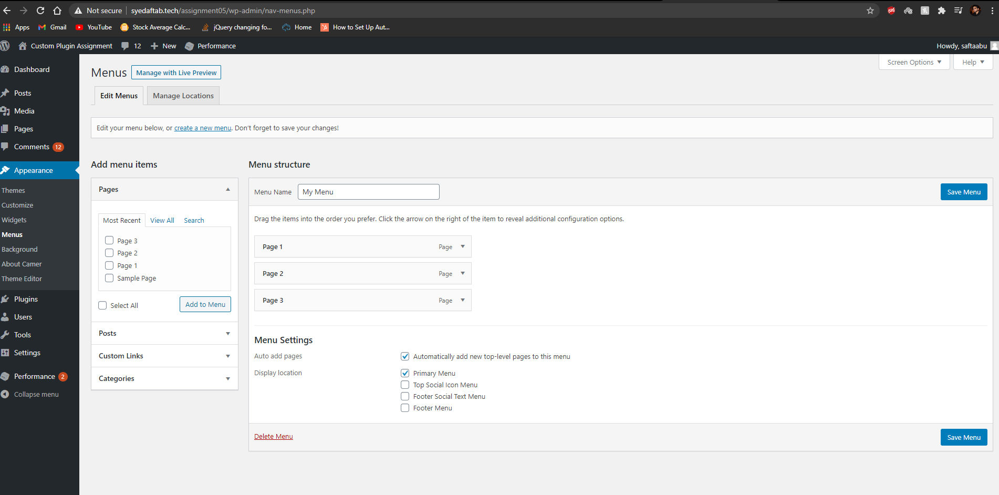 Not secure | syedaftab.tech/assignment05/wp-admin/nav-menus.php
Apps Gmail YouTube Stock Average Calc... jQuery changing fo... Home How to Set Up Aut...
Custom Plugin Assignment 12 New Performance Howdy, saftaabu
Dashboard
Posts
Media
Pages
Comments 12
Appearance
Themes
Customize
Widgets
Menus
Background
About Camer
Theme Editor
Plugins
Users
Tools
Settings
Performance 2
Collapse menu
Screen Options Help
Menus Manage with Live Preview
Edit Menus Manage Locations
Edit your menu below, or create a new menu. Don't forget to save your changes!
Add menu items
Pages
Most Recent View All Search
Page 3
Page 2
Page 1
Sample Page
Select All Add to Menu
Posts
Custom Links
Categories
Menu structure
Menu Name My Menu Save Menu
Drag the items into the order you prefer. Click the arrow on the right of the item to reveal additional configuration options.
Page 1 Page
Page 2 Page
Page 3 Page
Menu Settings
Auto add pages Automatically add new top-level pages to this menu
Display location Primary Menu
Top Social Icon Menu
Footer Social Text Menu
Footer Menu
Delete Menu Save Menu